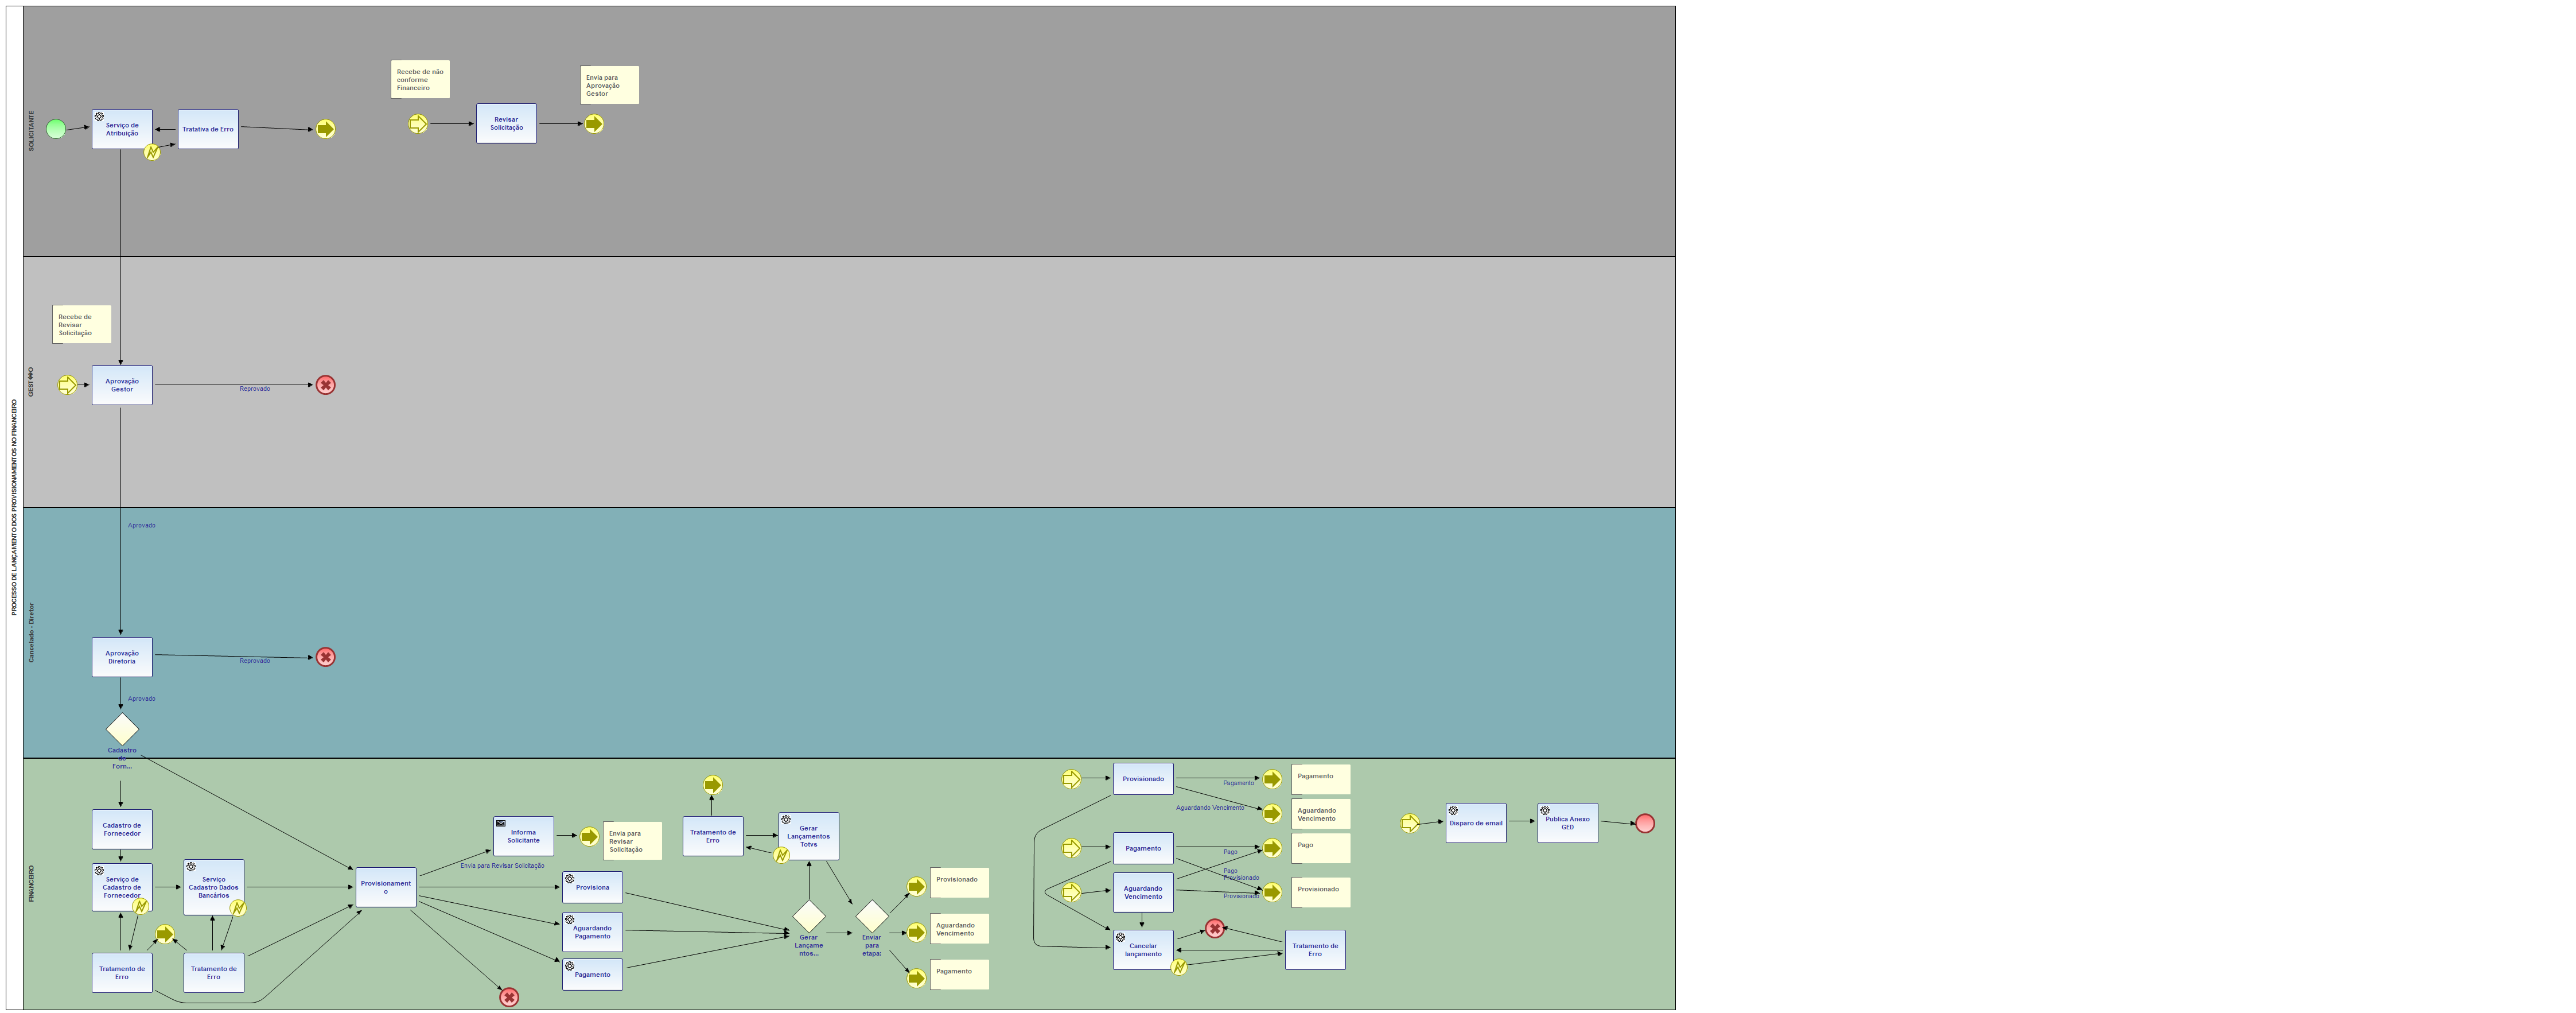 PROCESSO DE LANÇAMENTO DOS PROVISIONAMENTOS NO FINANCEIRO
SOLICITANTE
Recebe de não
conforme
Financeiro
Envia para
Aprovação
Gestor
Serviço de
Atribuição
Tratativa de Erro
Revisar
Solicitação
Recebe de
Revisar
Solicitação
Aprovação
Gestor
Reprovado
Aprovado
Cancelado - Diretor
Aprovação
Diretoria
Reprovado
Aprovado
Cadastro
de
Forn...
FINANCEIRO
Cadastro de
Fornecedor
Serviço de
Cadastro de
Fornecedor
Serviço
Cadastro Dados
Bancários
Tratamento de
Erro
Tratamento de
Erro
Provisionament
o
Informa
Solicitante
Envia para Revisar Solicitação
Envia para
Revisar
Solicitação
Provisiona
Aguardando
Pagamento
Pagamento
Tratamento de
Erro
Gerar
Lançamentos
Totvs
Gerar
Lançame
ntos...
Enviar
para
etapa:
Provisionado
Aguardando
Vencimento
Pagamento
Provisionado
Pagamento
Aguardando Vencimento
Pagamento
Aguardando
Vencimento
Pagamento
Pago
Pago
Aguardando
Vencimento
Pago
Provisionado
Provisionado
Provisionado
Cancelar
lançamento
Tratamento de
Erro
Disparo de email
Publica Anexo
GED